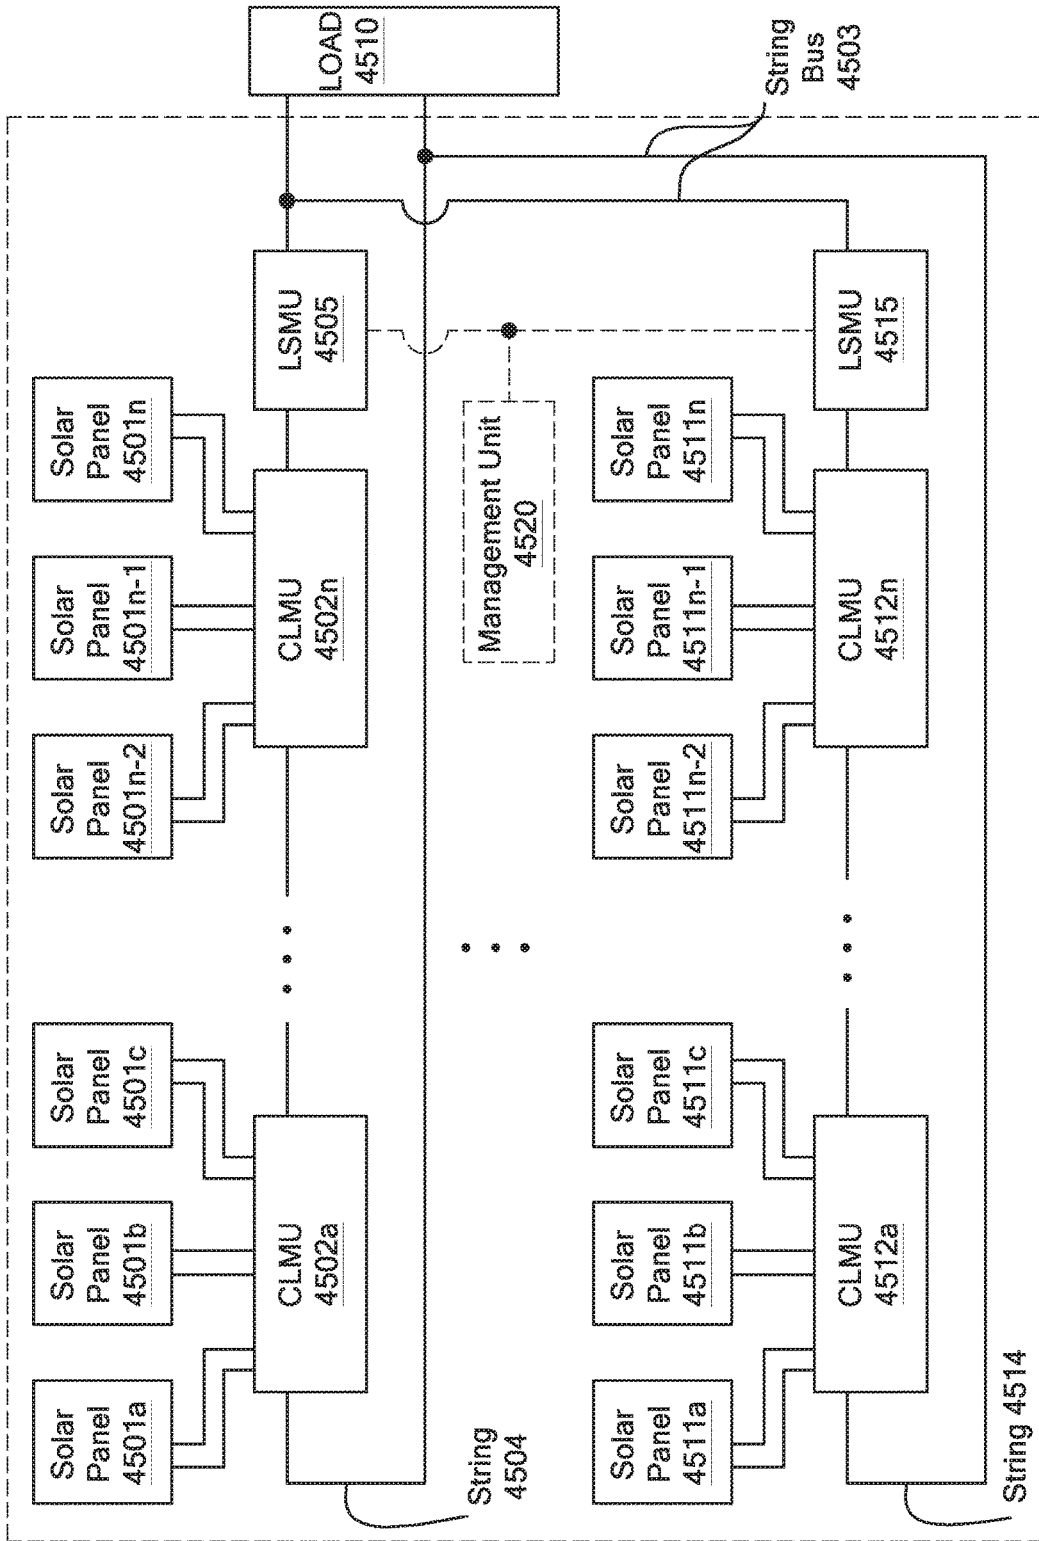 Solar
Panel
4501a
Solar
Panel
4501b
Solar
Panel
4501c
Solar
Panel
4501n-2
Solar
Panel
4501n-1
Solar
Panel
4501n
CLMU
4502a
CLMU
4502n
LSMU
4505
LOAD
4510
String
4504
Management Unit
4520
String
Bus
4503
Solar
Panel
4511a
Solar
Panel
4511b
Solar
Panel
4511c
Solar
Panel
4511n-2
Solar
Panel
4511n-1
Solar
Panel
4511n
CLMU
4512a
CLMU
4512n
LSMU
4515
String 4514